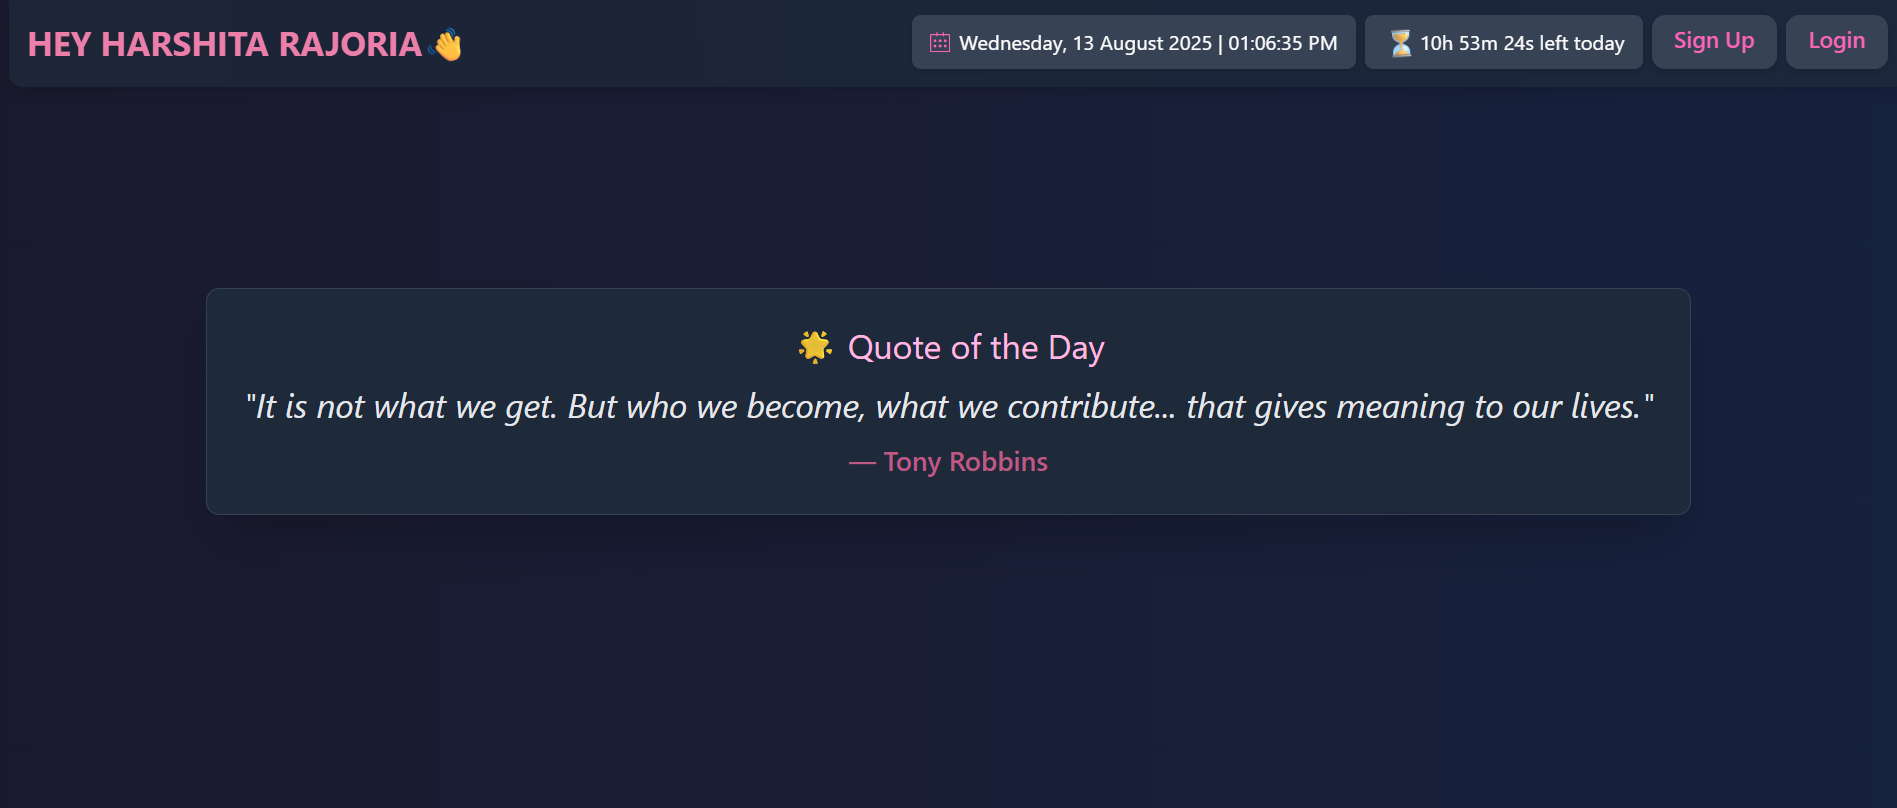 HEY HARSHITA RAJORIA👋
Wednesday, 13 August 2025 | 01:06:35 PM
⏳ 10h 53m 24s left today
Sign Up
Login
🌟 Quote of the Day
"It is not what we get. But who we become, what we contribute... that gives meaning to our lives."
— Tony Robbins